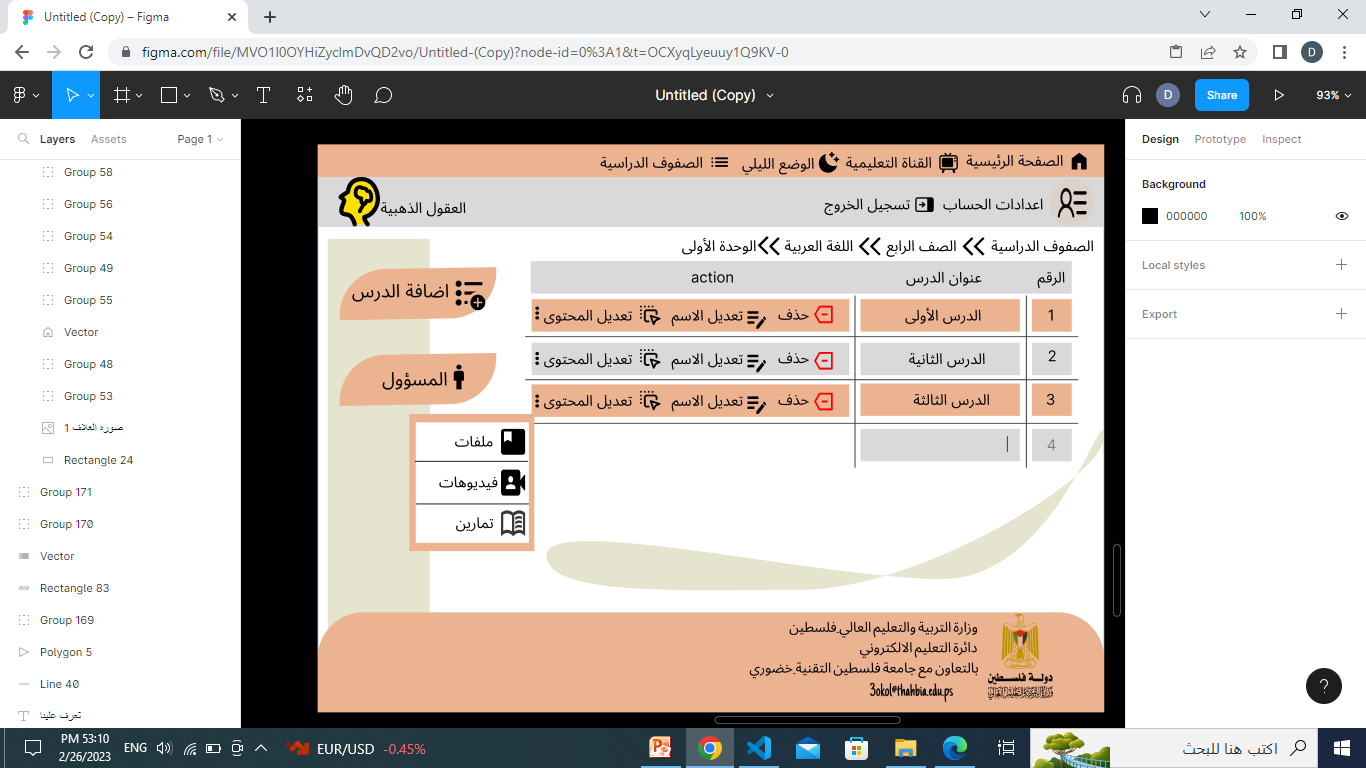 Untitled (Copy) – Figma
figma.com/file/MVO1I0OYHiZycImDvQD2vo/Untitled-(Copy)?node-id=0%3A1&t=OCXyqLyeuuy1Q9KV-0
D
Untitled (Copy)
D
Share
93%
Layers
Assets
Page 1
Group 58
Group 56
Group 54
Group 49
Group 55
Vector
Group 48
Group 53
صوره الغلاف 1
Rectangle 24
Group 171
Group 170
Vector
Rectangle 83
Group 169
Polygon 5
Line 40
تعرف علينا
الصفحة الرئيسية
القناة التعليمية
الوضع الليلي
الصفوف الدراسية
اعدادات الحساب
تسجيل الخروج
العقول الذهبية
الصفوف الدراسية
الصف الرابع
اللغة العربية
الوحدة الأولى
اضافة الدرس
المسؤول
ملفات
فيديوهات
تمارين
الرقم عنوان الدرس action
1 الدرس الأولى حذف تعديل الاسم تعديل المحتوى
2 الدرس الثانية حذف تعديل الاسم تعديل المحتوى
3 الدرس الثالثة حذف تعديل الاسم تعديل المحتوى
4
وزارة التربية والتعليم العالي_فلسطين
دائرة التعليم الالكتروني
بالتعاون مع جامعة فلسطين التقنية_خضوري
3okol@thahbia.edu.ps
دولـة فلسطين
Design
Prototype
Inspect
Background
000000
100%
Local styles
Export
?
PM 53:10
2/26/2023
ENG
EUR/USD
-0.45%
اكتب هنا للبحث